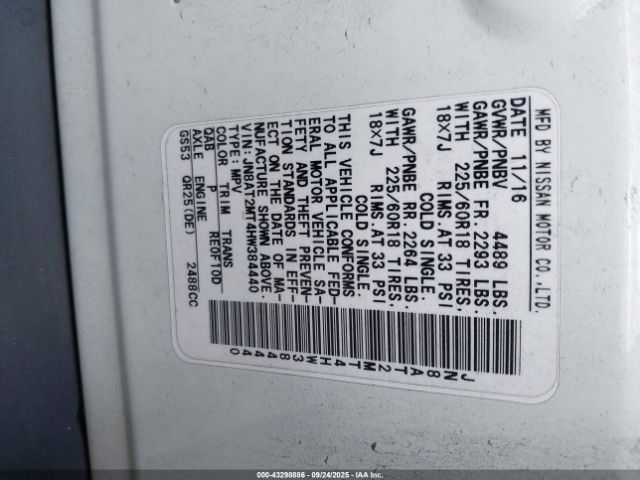 MFD BY NISSAN MOTOR CO.,LTD.
DATE 11/16
GVWR/PNBV 4489 LBS.
GAWR/PNBE FR. 2293 LBS.
WITH 225/60R18 TIRES,
18X7J RIMS.AT 33 PSI
COLD SINGLE.
GAWR/PNBE RR. 2264 LBS.
WITH 225/60R18 TIRES,
18X7J RIMS.AT 33 PSI
COLD SINGLE.
THIS VEHICLE CONFORMS
TO ALL APPLICABLE FED-
ERAL MOTOR VEHICLE SA-
FETY AND THEFT PREVEN-
TION STANDARDS IN EFF-
ECT ON THE DATE OF MA-
NUFACTURE SHOWN ABOVE.
VIN:JN8AT2MT4HW384440
TYPE:MPV
COLOR TRIM TRANS
QAB P RE0F10D
AXLE ENGINE
GS53 QR25(DE) 2488CC
JN8AT2MT4HW384440
000-43298886 - 09/24/2025 - IAA Inc.